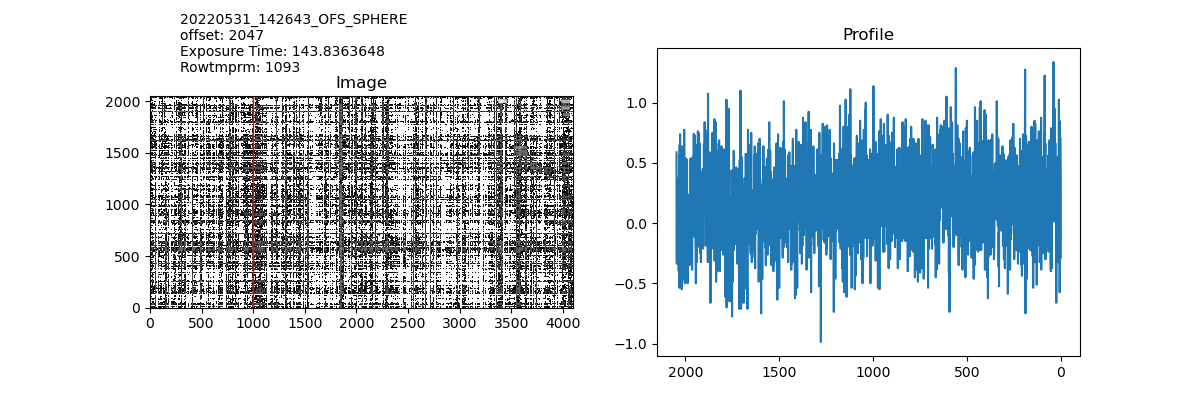 20220531_142643_OFS_SPHERE
offset: 2047
Exposure Time: 143.8363648
Rowtmprm: 1093
Image
2000
1500
1000
500
0
0 500 1000 1500 2000 2500 3000 3500 4000
Profile
1.0
0.5
0.0
−0.5
−1.0
2000 1500 1000 500 0